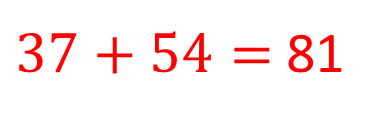 37 + 54 = 81